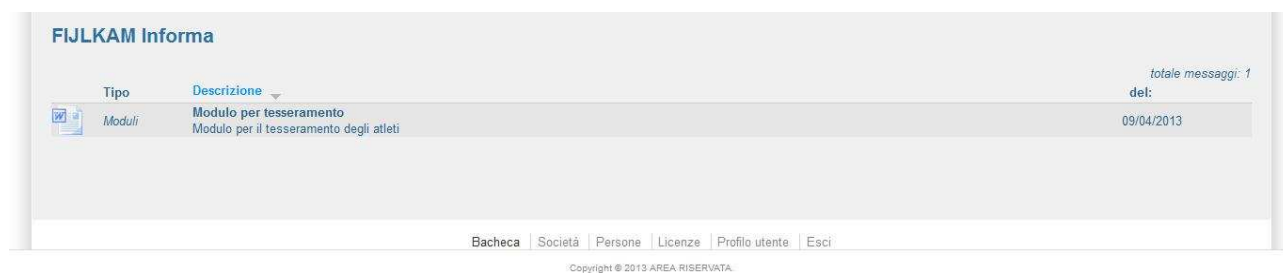 FIJLKAM Informa
totale messaggi: 1
Tipo Descrizione del:
Moduli Modulo per tesseramento
Modulo per il tesseramento degli atleti 09/04/2013
Bacheca Società Persone Licenze Profilo utente Esci
Copyright © 2013 AREA RISERVATA.